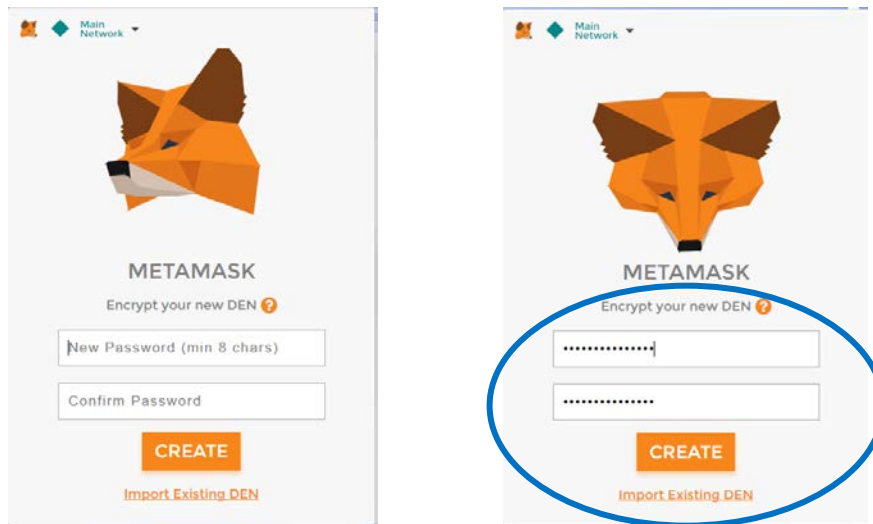 Main
Network
METAMASK
Encrypt your new DEN ?
New Password (min 8 chars)
Confirm Password
CREATE
Import Existing DEN
Main
Network
METAMASK
Encrypt your new DEN ?
•••••••••••••••
•••••••••••••••
CREATE
Import Existing DEN